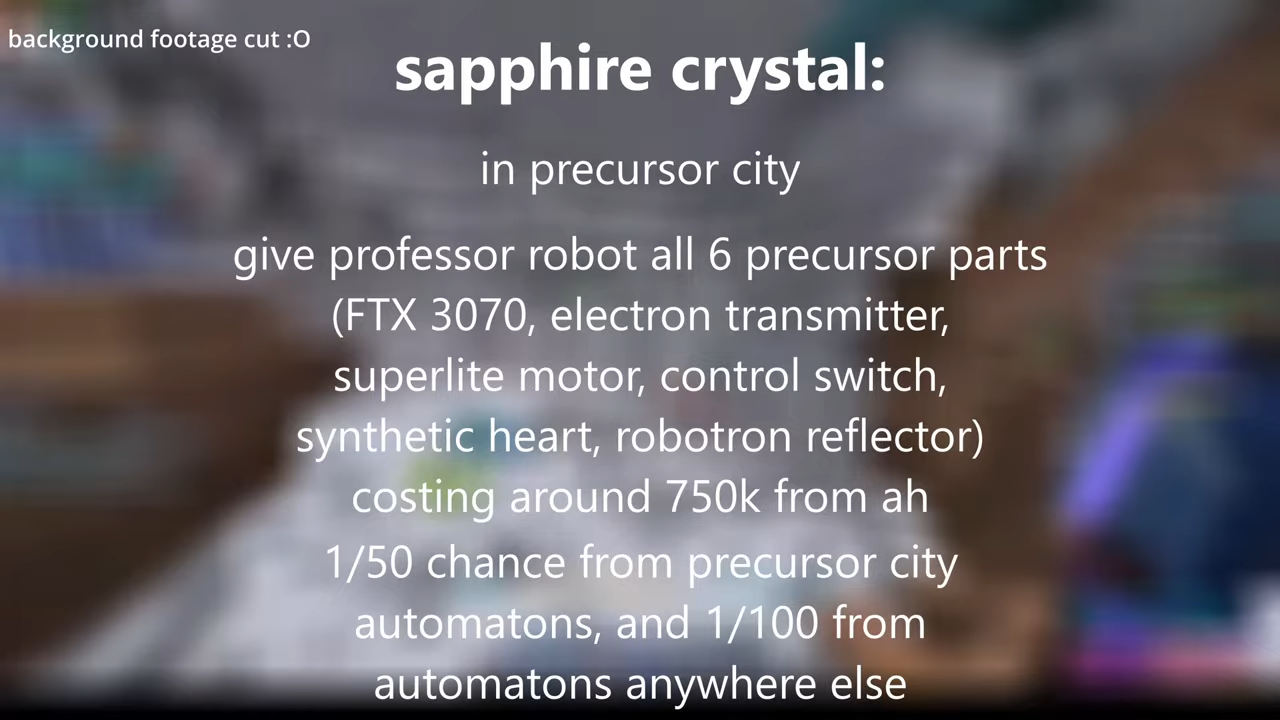 background footage cut :O
sapphire crystal:
in precursor city
give professor robot all 6 precursor parts
(FTX 3070, electron transmitter,
superlite motor, control switch,
synthetic heart, robotron reflector)
costing around 750k from ah
1/50 chance from precursor city
automatons, and 1/100 from
automatons anywhere else